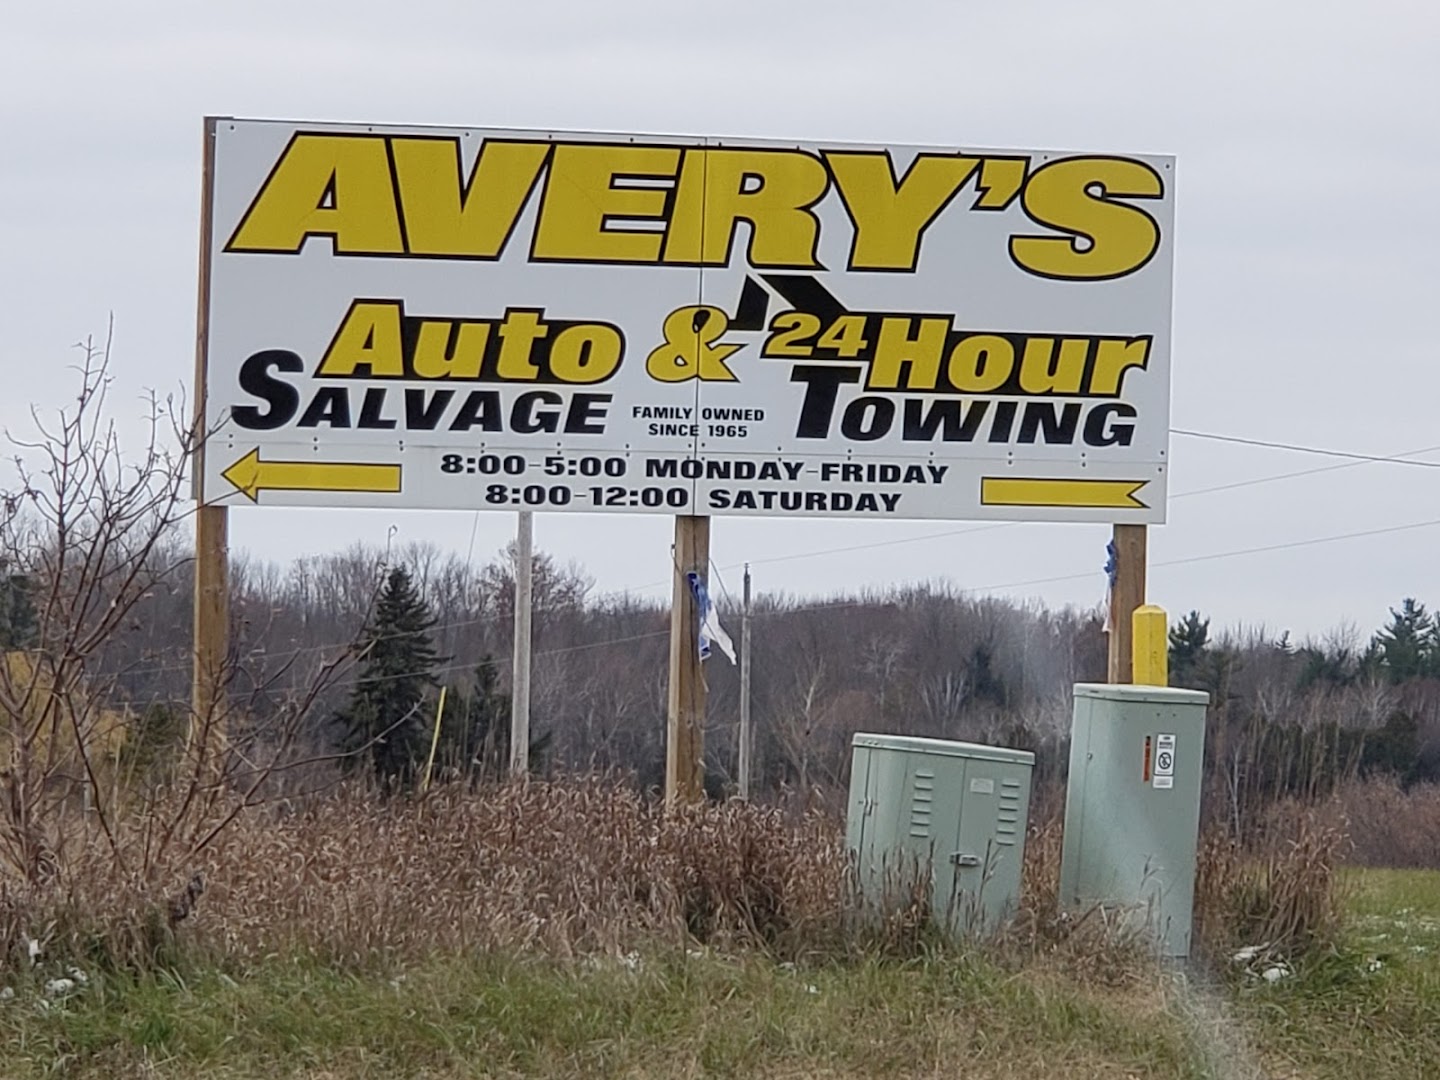 AVERY'S
Auto & 24 Hour
SALVAGE TOWING
FAMILY OWNED
SINCE 1965
8:00-5:00 MONDAY-FRIDAY
8:00-12:00 SATURDAY